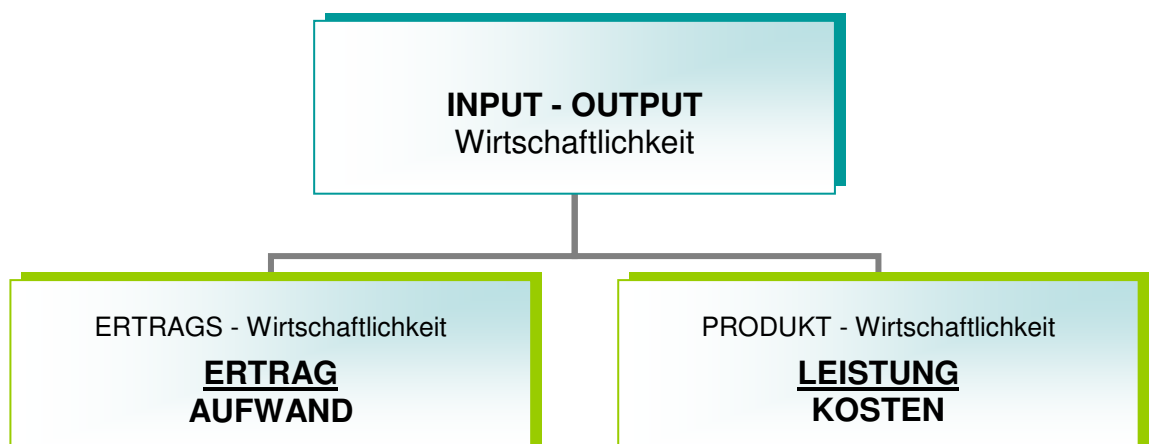 INPUT - OUTPUT
Wirtschaftlichkeit
ERTRAGS - Wirtschaftlichkeit
ERTRAG
AUFWAND
PRODUKT - Wirtschaftlichkeit
LEISTUNG
KOSTEN